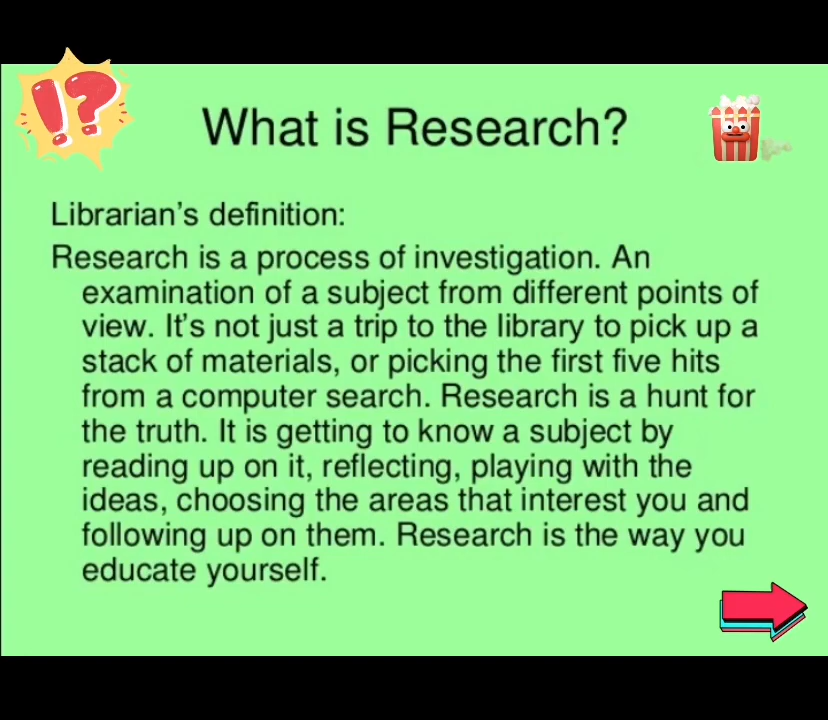 What is Research?
Librarian's definition:
Research is a process of investigation. An
examination of a subject from different points of
view. It's not just a trip to the library to pick up a
stack of materials, or picking the first five hits
from a computer search. Research is a hunt for
the truth. It is getting to know a subject by
reading up on it, reflecting, playing with the
ideas, choosing the areas that interest you and
following up on them. Research is the way you
educate yourself.